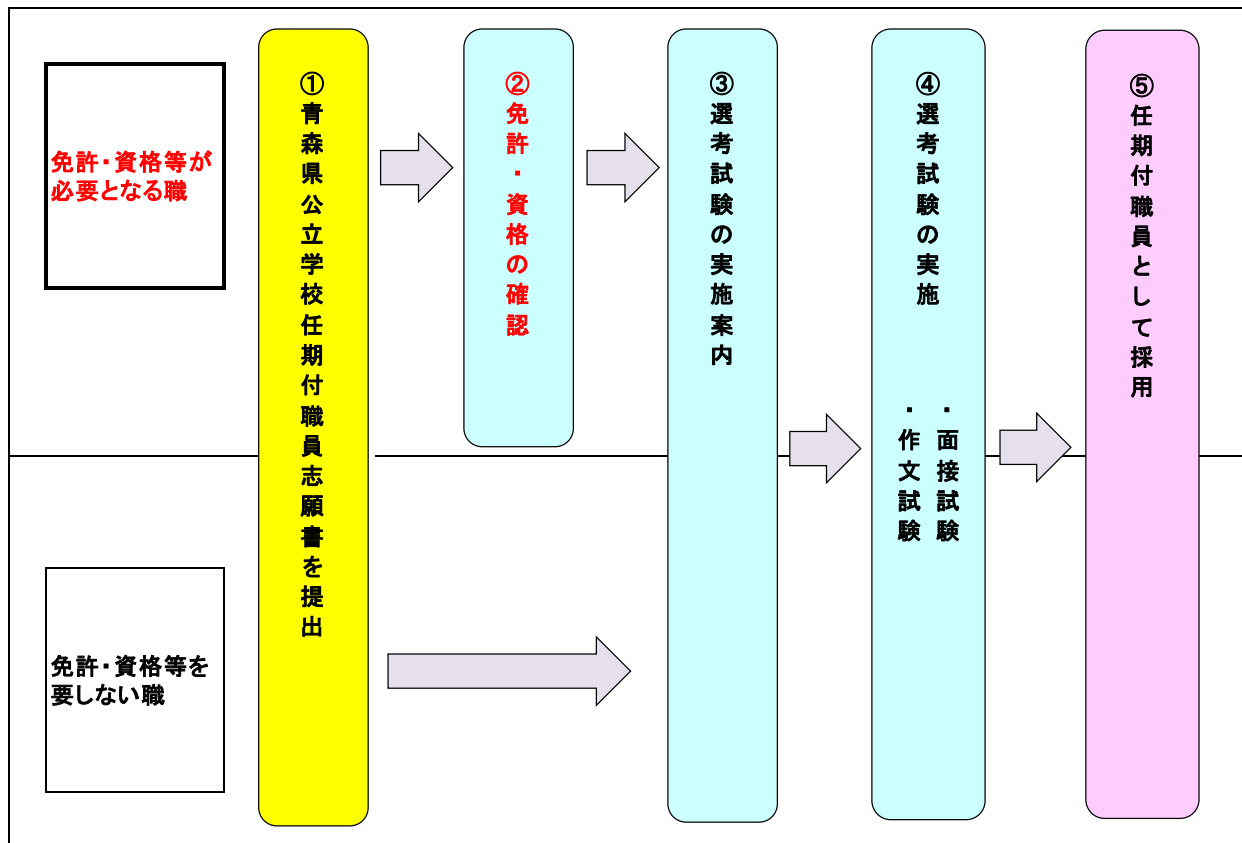 免許・資格等が
必要となる職
①青森県公立学校任期付職員志願書を提出
②免許・資格の確認
③選考試験の実施案内
④選考試験の実施
・面接試験
・作文試験
⑤任期付職員として採用
免許・資格等を
要しない職